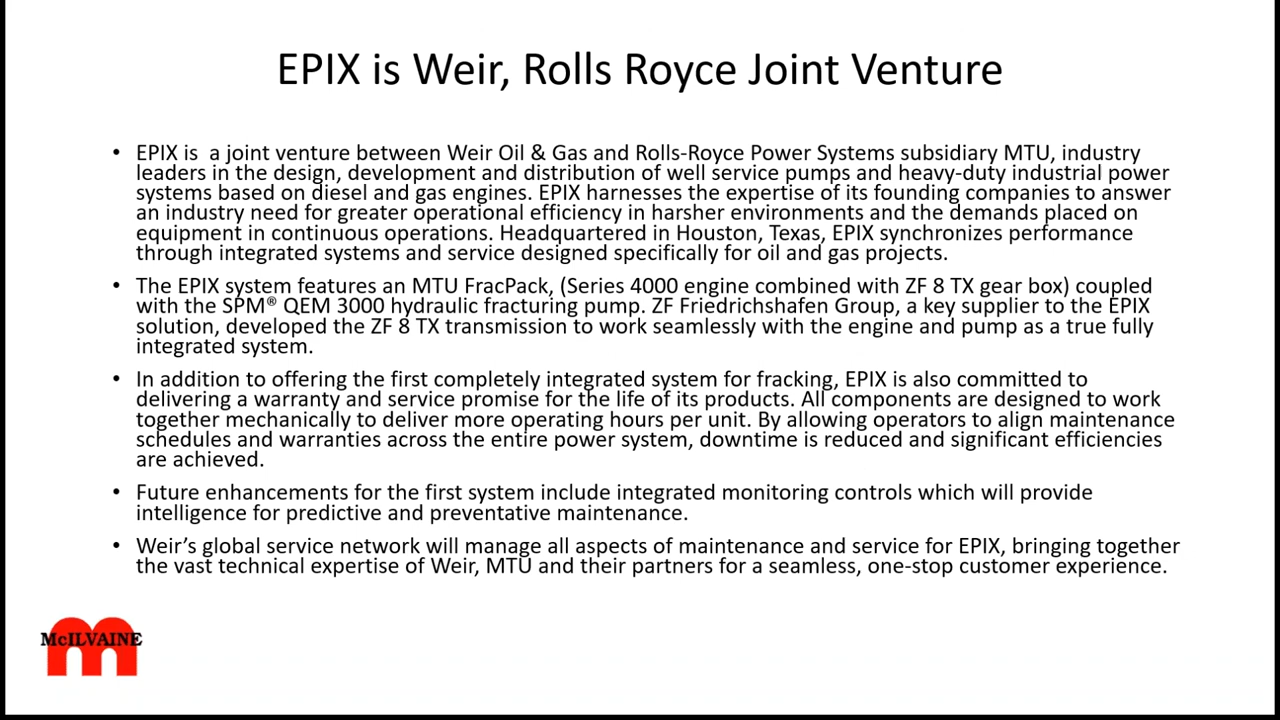 EPIX is Weir, Rolls Royce Joint Venture
• EPIX is  a joint venture between Weir Oil & Gas and Rolls-Royce Power Systems subsidiary MTU, industry
leaders in the design, development and distribution of well service pumps and heavy-duty industrial power
systems based on diesel and gas engines. EPIX harnesses the expertise of its founding companies to answer
an industry need for greater operational efficiency in harsher environments and the demands placed on
equipment in continuous operations. Headquartered in Houston, Texas, EPIX synchronizes performance
through integrated systems and service designed specifically for oil and gas projects.
• The EPIX system features an MTU FracPack, (Series 4000 engine combined with ZF 8 TX gear box) coupled
with the SPM® QEM 3000 hydraulic fracturing pump. ZF Friedrichshafen Group, a key supplier to the EPIX
solution, developed the ZF 8 TX transmission to work seamlessly with the engine and pump as a true fully
integrated system.
• In addition to offering the first completely integrated system for fracking, EPIX is also committed to
delivering a warranty and service promise for the life of its products. All components are designed to work
together mechanically to deliver more operating hours per unit. By allowing operators to align maintenance
schedules and warranties across the entire power system, downtime is reduced and significant efficiencies
are achieved.
• Future enhancements for the first system include integrated monitoring controls which will provide
intelligence for predictive and preventative maintenance.
• Weir’s global service network will manage all aspects of maintenance and service for EPIX, bringing together
the vast technical expertise of Weir, MTU and their partners for a seamless, one-stop customer experience.
McILVAINE